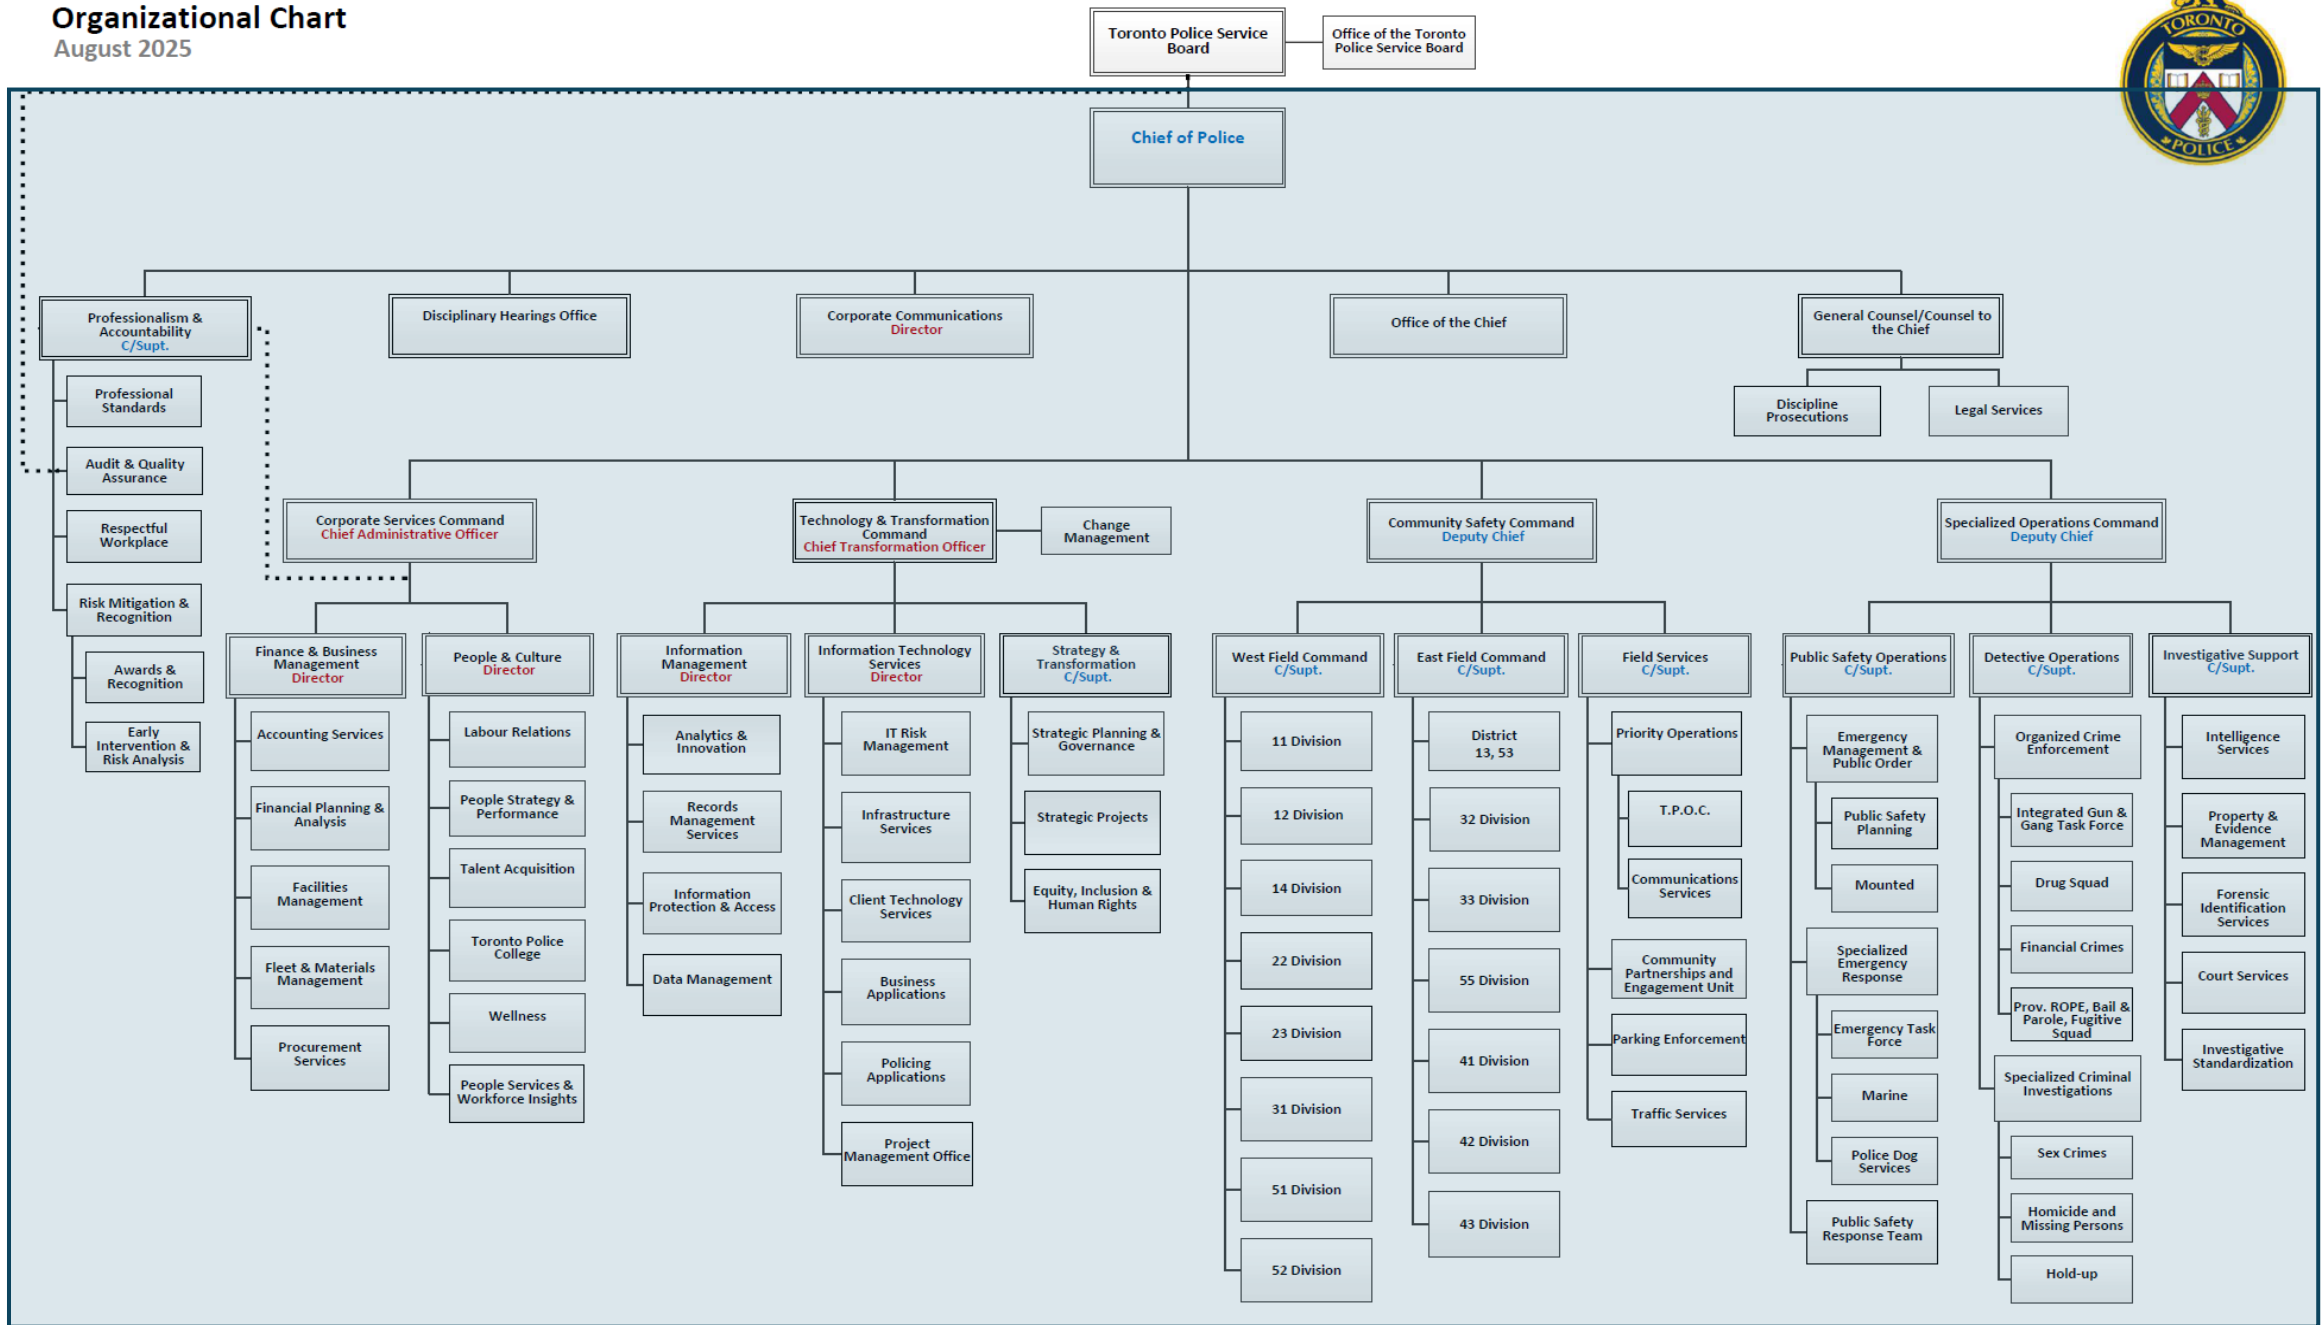 Organizational Chart
August 2025
Toronto Police Service
Board
Office of the Toronto
Police Service Board
TORONTO
POLICE
Chief of Police
Professionalism &
Accountability
C/Supt.
Disciplinary Hearings Office
Corporate Communications
Director
Office of the Chief
General Counsel/Counsel to
the Chief
Professional
Standards
Audit & Quality
Assurance
Respectful
Workplace
Risk Mitigation &
Recognition
Awards &
Recognition
Early
Intervention &
Risk Analysis
Discipline
Prosecutions
Legal Services
Corporate Services Command
Chief Administrative Officer
Technology & Transformation
Command
Chief Transformation Officer
Change
Management
Community Safety Command
Deputy Chief
Specialized Operations Command
Deputy Chief
Finance & Business
Management
Director
Accounting Services
Financial Planning &
Analysis
Facilities
Management
Fleet & Materials
Management
Procurement
Services
People & Culture
Director
Labour Relations
People Strategy &
Performance
Talent Acquisition
Toronto Police
College
Wellness
People Services &
Workforce Insights
Information
Management
Director
Analytics &
Innovation
Records
Management
Services
Information
Protection & Access
Data Management
Information Technology
Services
Director
IT Risk
Management
Infrastructure
Services
Client Technology
Services
Business
Applications
Policing
Applications
Project
Management Office
Strategy &
Transformation
C/Supt.
Strategic Planning &
Governance
Strategic Projects
Equity, Inclusion &
Human Rights
West Field Command
C/Supt.
11 Division
12 Division
14 Division
22 Division
23 Division
31 Division
51 Division
52 Division
East Field Command
C/Supt.
District
13, 53
32 Division
33 Division
55 Division
41 Division
42 Division
43 Division
Field Services
C/Supt.
Priority Operations
T.P.O.C.
Communications
Services
Community
Partnerships and
Engagement Unit
Parking Enforcement
Traffic Services
Public Safety Operations
C/Supt.
Emergency
Management &
Public Order
Public Safety
Planning
Mounted
Specialized
Emergency
Response
Emergency Task
Force
Marine
Police Dog
Services
Public Safety
Response Team
Detective Operations
C/Supt.
Organized Crime
Enforcement
Integrated Gun &
Gang Task Force
Drug Squad
Financial Crimes
Prov. ROPE, Bail &
Parole, Fugitive
Squad
Specialized Criminal
Investigations
Sex Crimes
Homicide and
Missing Persons
Hold-up
Investigative Support
C/Supt.
Intelligence
Services
Property &
Evidence
Management
Forensic
Identification
Services
Court Services
Investigative
Standardization